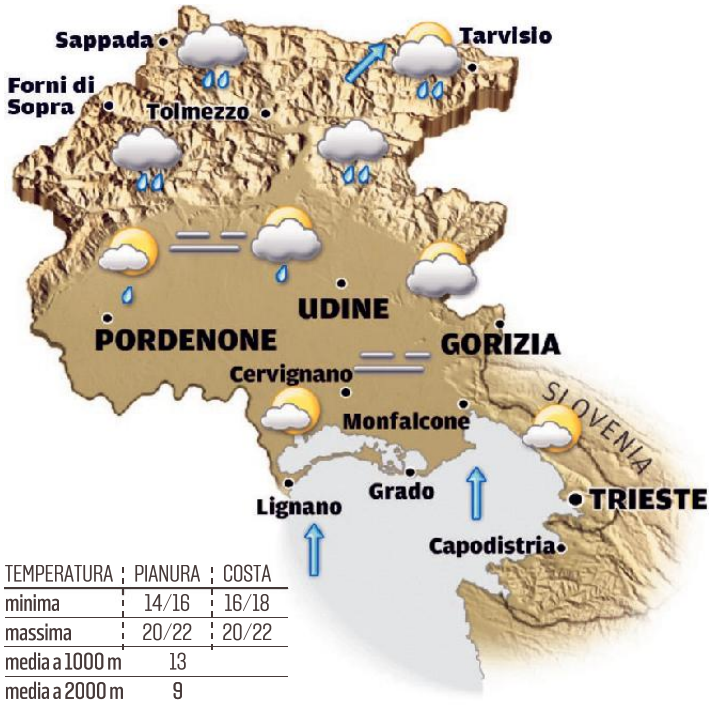 Sappada
Tarvisio
Forni di
Sopra
Tolmezzo
UDINE
PORDENONE
GORIZIA
Cervignano
SLOVENIA
Monfalcone
Grado
Lignano
TRIESTE
Capodistria
TEMPERATURA PIANURA COSTA
minima 14/16 16/18
massima 20/22 20/22
media a 1000 m 13
media a 2000 m 9